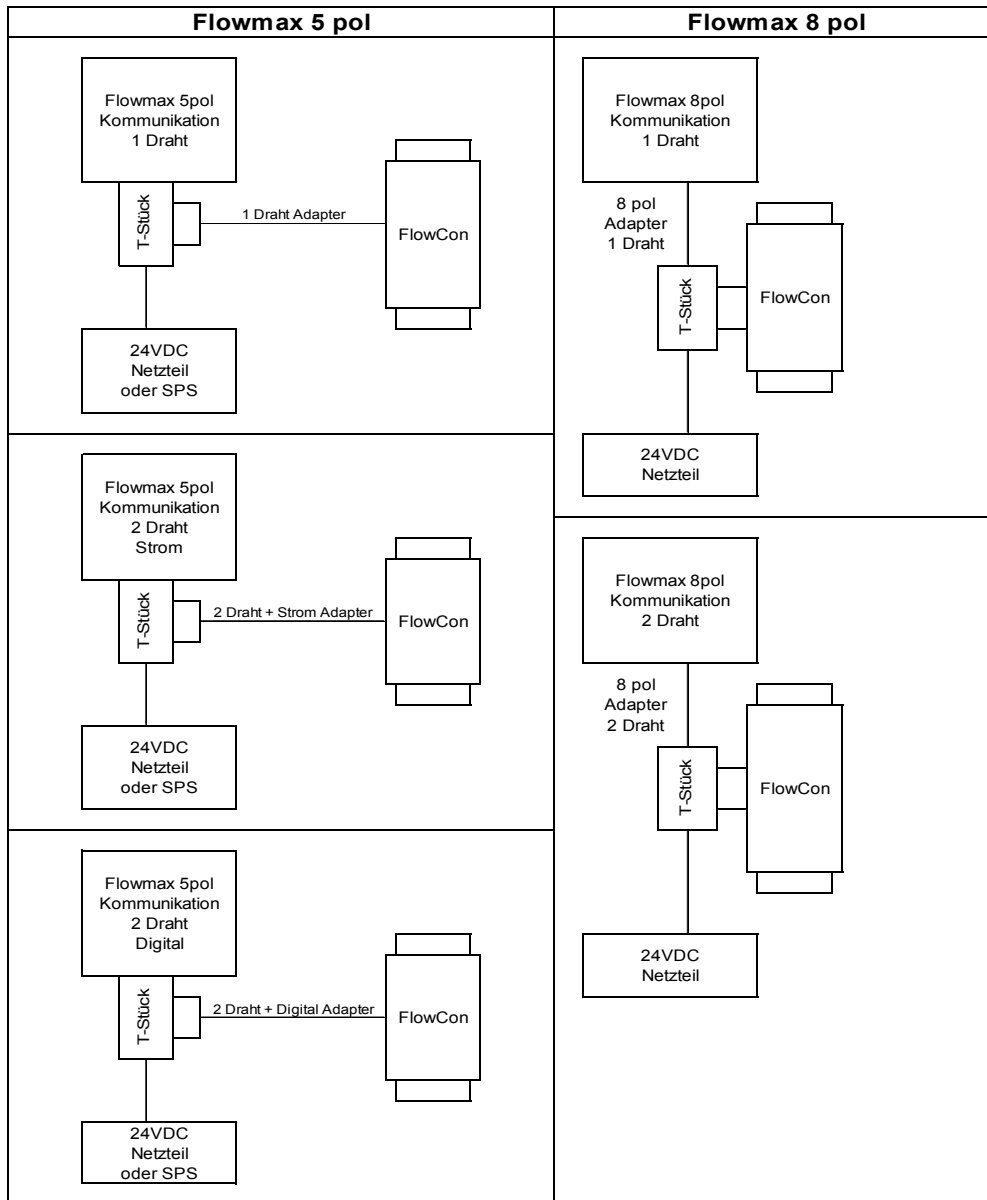 Flowmax 5 pol
Flowmax 5pol
Kommunikation
1 Draht
T-Stück
1 Draht Adapter
FlowCon
24VDC
Netzteil
oder SPS
Flowmax 5pol
Kommunikation
2 Draht
Strom
T-Stück
2 Draht + Strom Adapter
FlowCon
24VDC
Netzteil
oder SPS
Flowmax 5pol
Kommunikation
2 Draht
Digital
T-Stück
2 Draht + Digital Adapter
FlowCon
24VDC
Netzteil
oder SPS
Flowmax 8 pol
Flowmax 8pol
Kommunikation
1 Draht
8 pol
Adapter
1 Draht
T-Stück
FlowCon
24VDC
Netzteil
Flowmax 8pol
Kommunikation
2 Draht
8 pol
Adapter
2 Draht
T-Stück
FlowCon
24VDC
Netzteil